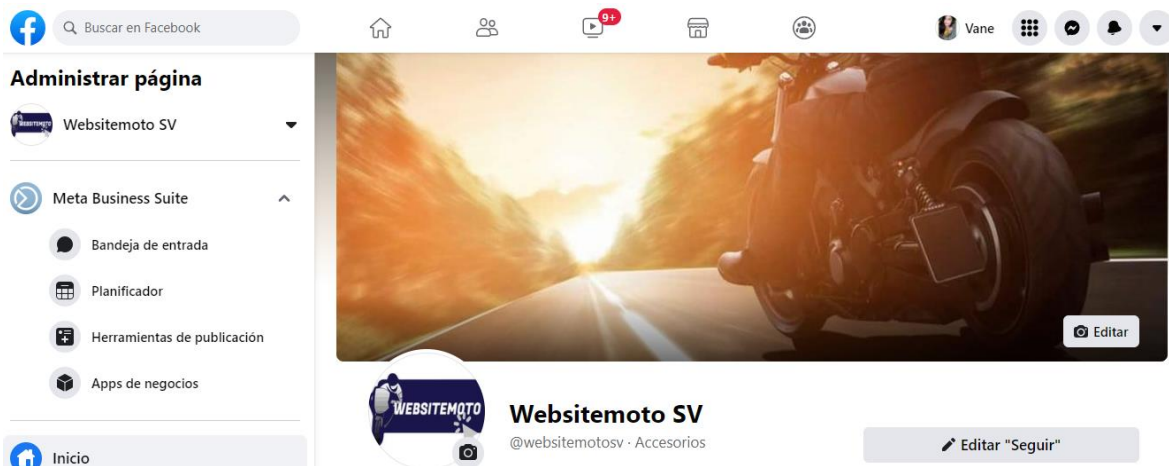 Buscar en Facebook
9+
Vane
Administrar página
Websitemoto SV
Meta Business Suite
Bandeja de entrada
Planificador
Herramientas de publicación
Apps de negocios
Inicio
Editar
WEBSITEMOTO
Websitemoto SV
@websitemotosv · Accesorios
Editar "Seguir"